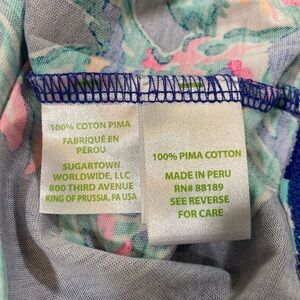 100% COTON PIMA
FABRIQUÉ EN
PÉROU
SUGARTOWN
WORLDWIDE, LLC
800 THIRD AVENUE
KING OF PRUSSIA, PA USA
100% PIMA COTTON
MADE IN PERU
RN# 88189
SEE REVERSE
FOR CARE